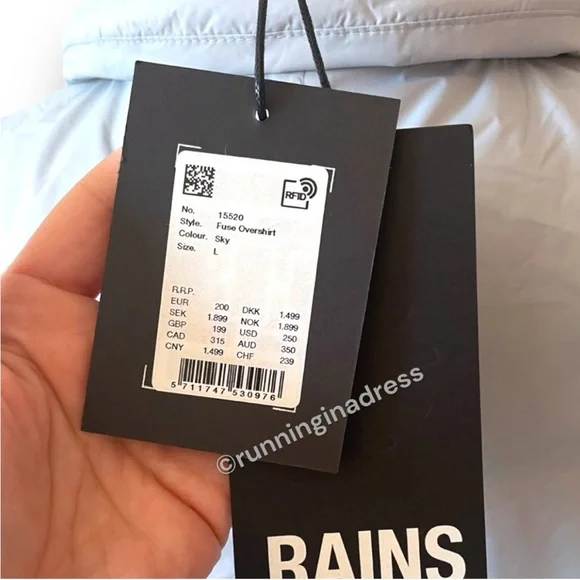 RFID
No. 15520
Style. Fuse Overshirt
Colour. Sky
Size. L
R.R.P.
EUR 200 DKK 1.499
SEK 1.899 NOK 1.899
GBP 199 USD 250
CAD 315 AUD 350
CNY 1.499 CHF 239
5 711747 530976
©runninginadress
RAINS